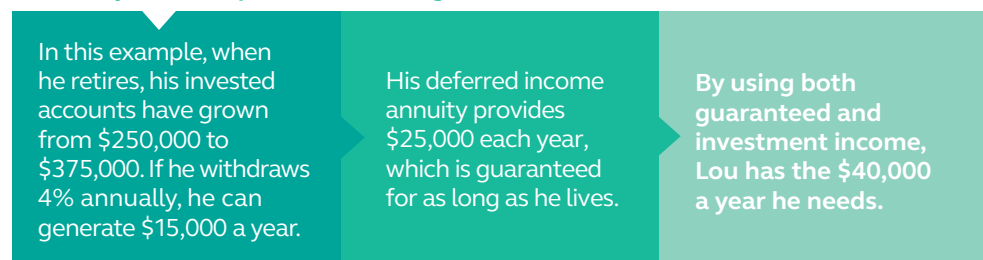 In this example, when
he retires, his invested
accounts have grown
from $250,000 to
$375,000. If he withdraws
4% annually, he can
generate $15,000 a year.
His deferred income
annuity provides
$25,000 each year,
which is guaranteed
for as long as he lives.
By using both
guaranteed and
investment income,
Lou has the $40,000
a year he needs.